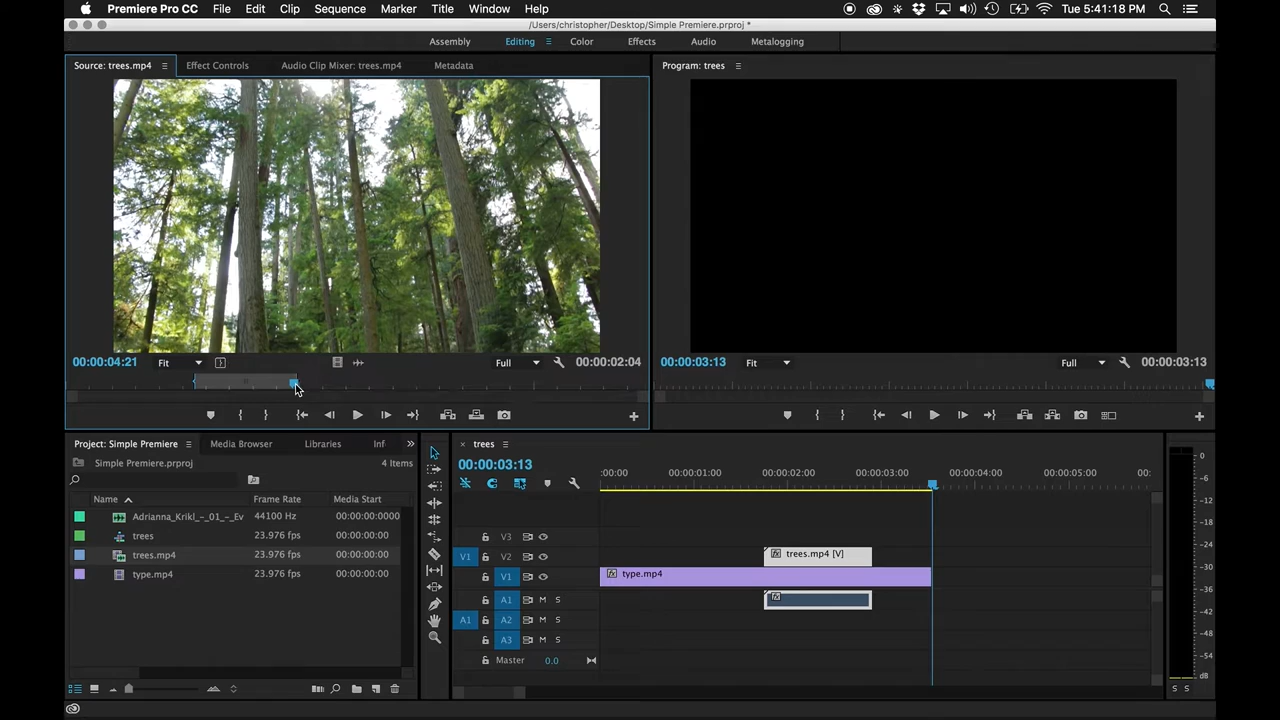 Premiere Pro CC File Edit Clip Sequence Marker Title Window Help Tue 5:41:18 PM
/Users/christopher/Desktop/Simple Premiere.prproj *
Assembly Editing Color Effects Audio Metalogging
Source: trees.mp4 Effect Controls Audio Clip Mixer: trees.mp4 Metadata Program: trees
00:00:04:21 Fit Full 00:00:02:04 00:00:03:13 Fit Full 00:00:03:13
Project: Simple Premiere Media Browser Libraries Inf × trees
Simple Premiere.prproj 4 Items 00:00:03:13
Name Frame Rate Media Start :00:00 00:00:01:00 00:00:02:00 00:00:03:00 00:00:04:00 00:00:05:00 00:
Adrianna_Krikl_-_01_-_Ev 44100 Hz 00:00:00:0000
trees 23.976 fps 00:00:00:00 V3
trees.mp4 23.976 fps 00:00:00:00 V1 V2 fx trees.mp4 [V]
type.mp4 23.976 fps 00:00:00:00 V1 fx type.mp4
A1 M S fx
A1 A2 M S
A3 M S
Master 0.0
0
-6
-12
-18
-24
-30
-36
-42
-48
-54
dB
S S